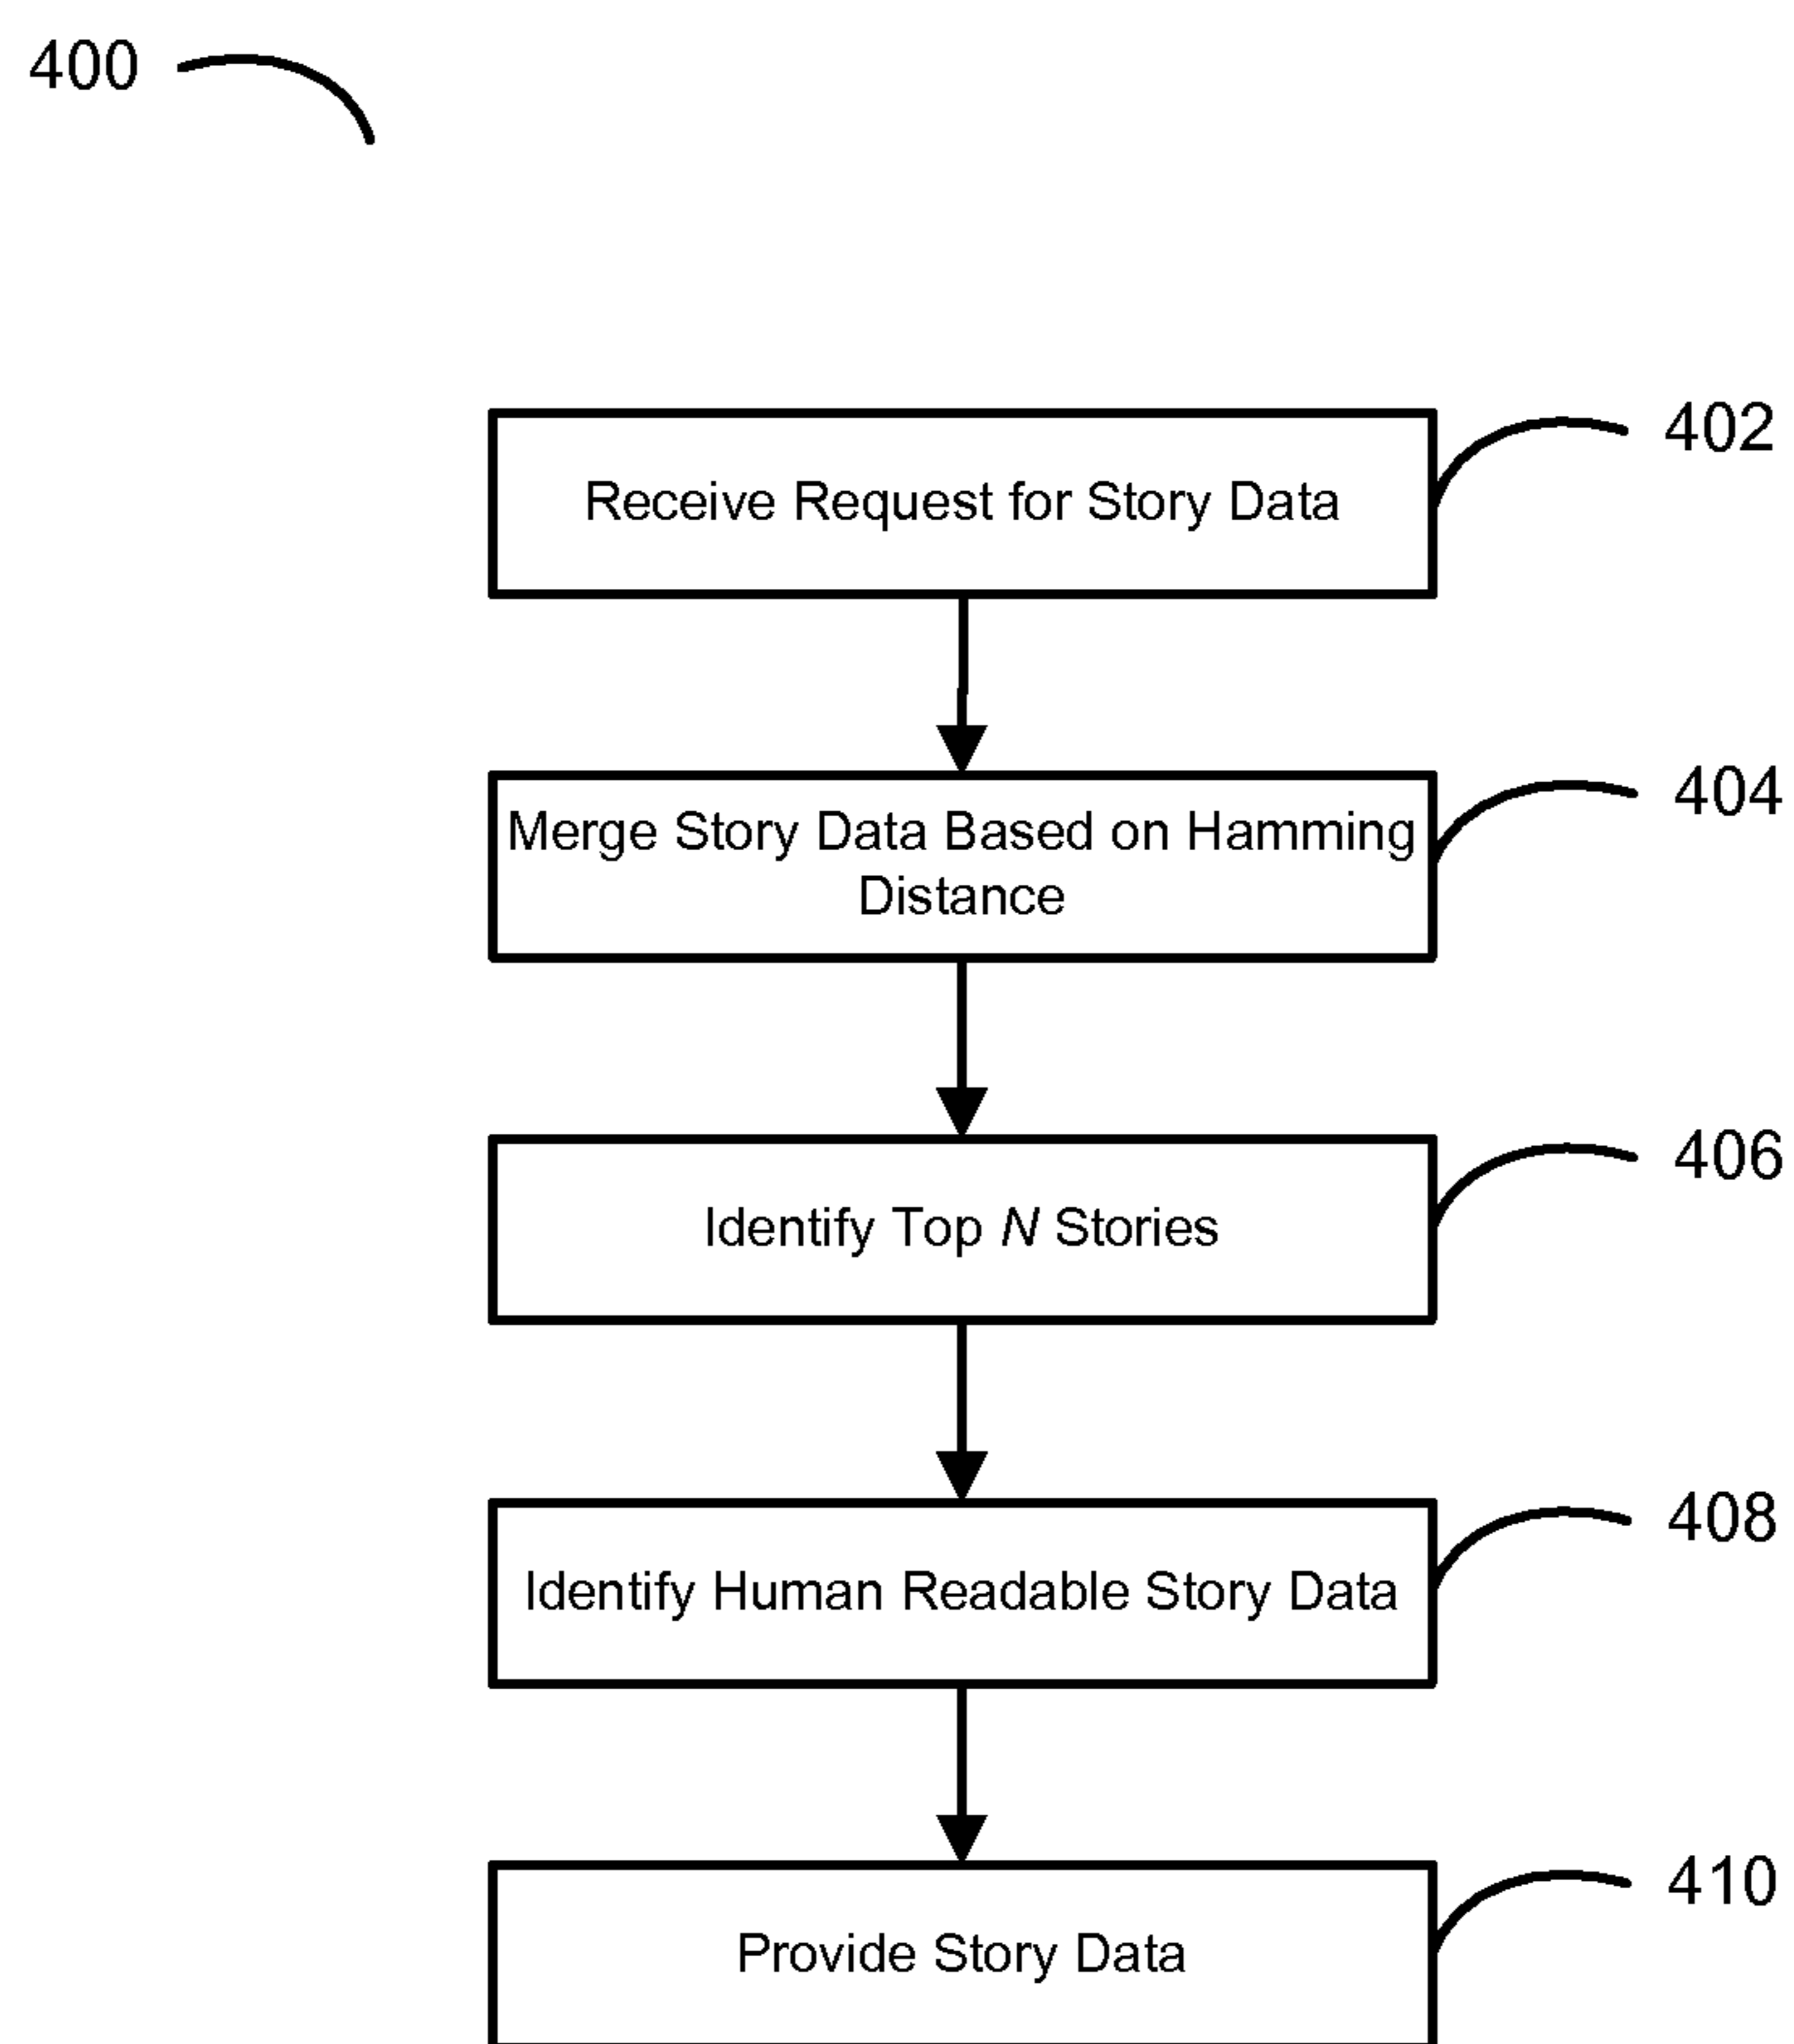 400
402
Receive Request for Story Data
404
Merge Story Data Based on Hamming
Distance
406
Identify Top N Stories
408
Identify Human Readable Story Data
410
Provide Story Data